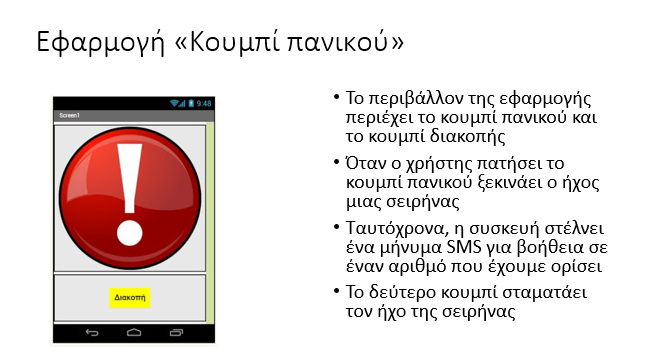 Εφαρμογή «Κουμπί πανικού»
9:48
Screen1
Διακοπή
• Το περιβάλλον της εφαρμογής
περιέχει το κουμπί πανικού και
το κουμπί διακοπής
• Όταν ο χρήστης πατήσει το
κουμπί πανικού ξεκινάει ο ήχος
μιας σειρήνας
• Ταυτόχρονα, η συσκευή στέλνει
ένα μήνυμα SMS για βοήθεια σε
έναν αριθμό που έχουμε ορίσει
• Το δεύτερο κουμπί σταματάει
τον ήχο της σειρήνας